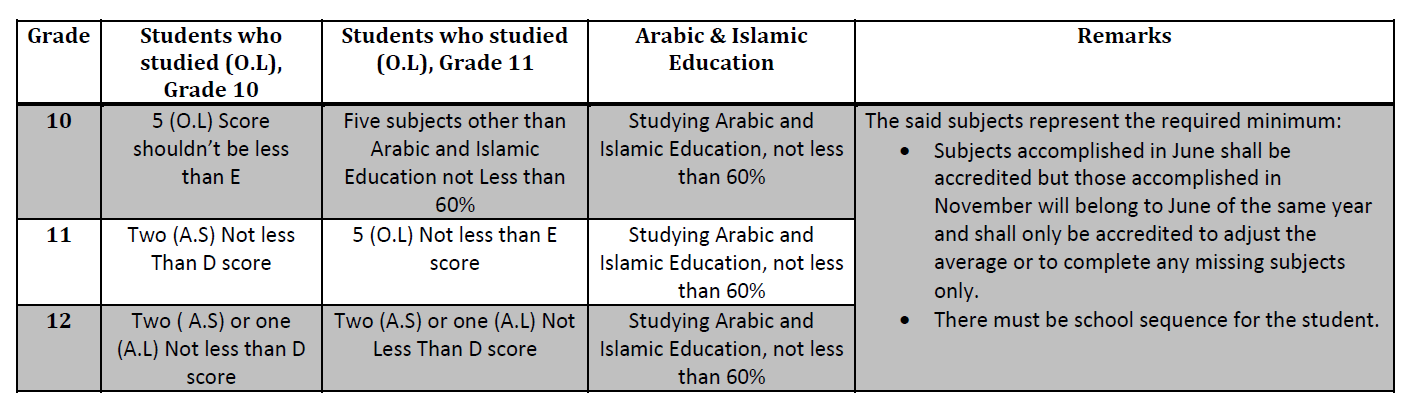 Grade
Students who
studied (O.L),
Grade 10
Students who studied
(O.L), Grade 11
Arabic & Islamic
Education
Remarks
10
5 (O.L) Score
shouldn’t be less
than E
Five subjects other than
Arabic and Islamic
Education not Less than
60%
Studying Arabic and
Islamic Education, not less
than 60%
The said subjects represent the required minimum:
• Subjects accomplished in June shall be
accredited but those accomplished in
November will belong to June of the same year
and shall only be accredited to adjust the
average or to complete any missing subjects
only.
• There must be school sequence for the student.
11
Two (A.S) Not less
Than D score
5 (O.L) Not less than E
score
Studying Arabic and
Islamic Education, not less
than 60%
12
Two ( A.S) or one
(A.L) Not less than D
score
Two (A.S) or one (A.L) Not
Less Than D score
Studying Arabic and
Islamic Education, not less
than 60%